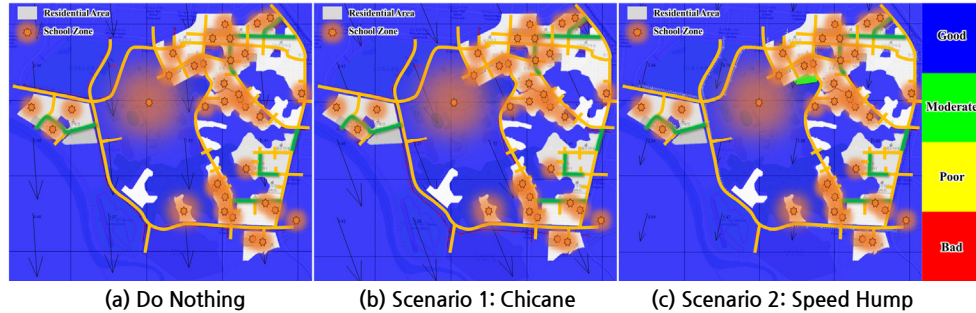 Residential Area
School Zone
Residential Area
School Zone
Residential Area
School Zone
Good
Moderate
Poor
Bad
(a) Do Nothing
(b) Scenario 1: Chicane
(c) Scenario 2: Speed Hump